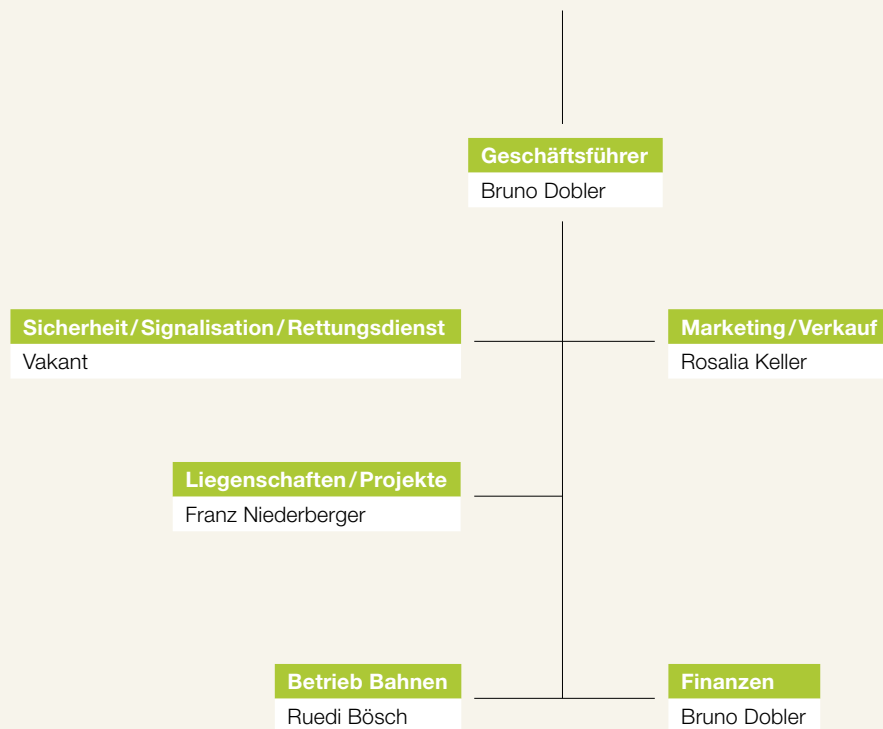 Geschäftsführer
Bruno Dobler
Sicherheit/Signalisation/Rettungsdienst
Vakant
Marketing/Verkauf
Rosalia Keller
Liegenschaften/Projekte
Franz Niederberger
Betrieb Bahnen
Ruedi Bösch
Finanzen
Bruno Dobler